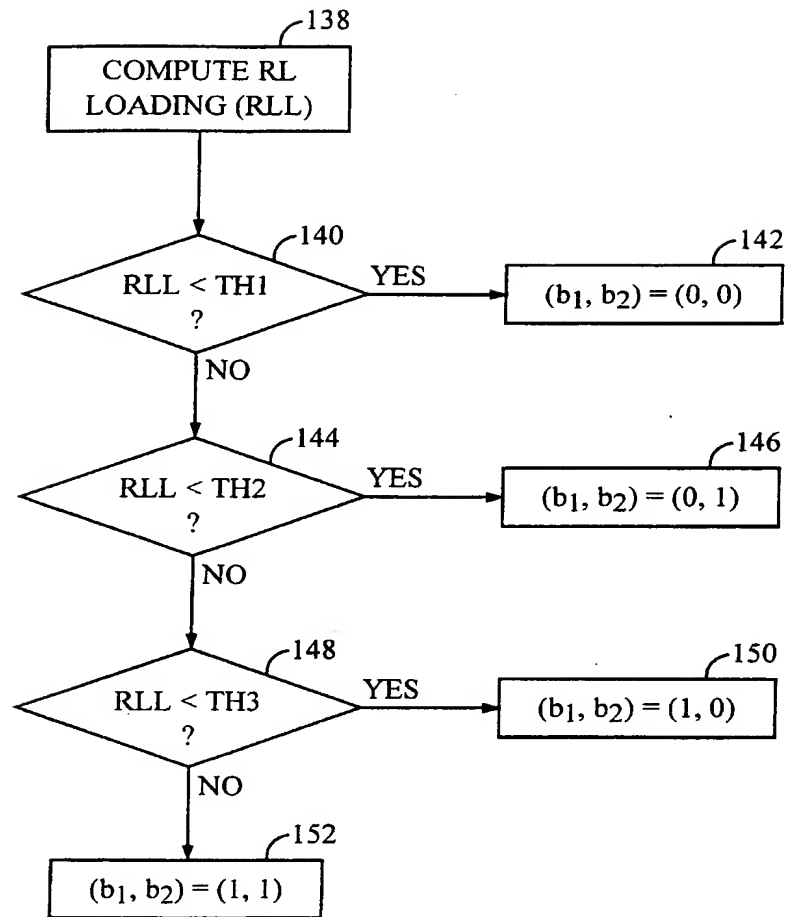 138
COMPUTE RL
LOADING (RLL)
140
RLL < TH1
?
YES
142
(b1, b2) = (0, 0)
NO
144
RLL < TH2
?
YES
146
(b1, b2) = (0, 1)
NO
148
RLL < TH3
?
YES
150
(b1, b2) = (1, 0)
NO
152
(b1, b2) = (1, 1)